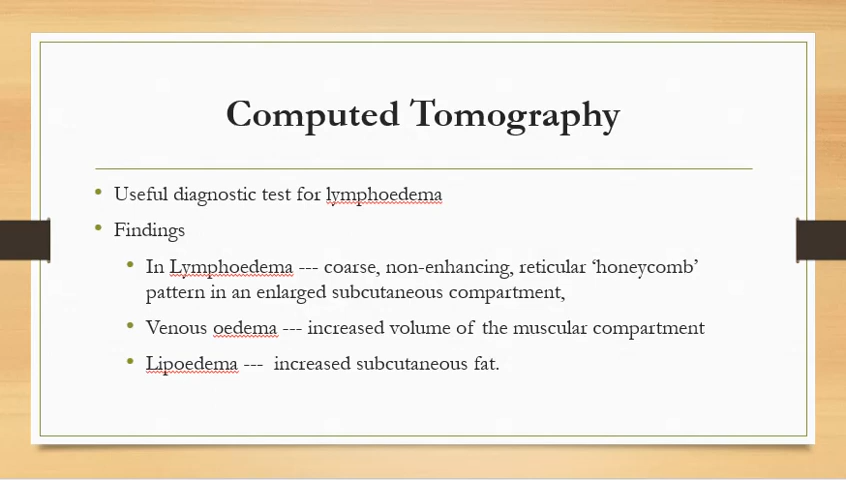 Computed Tomography
• Useful diagnostic test for lymphoedema
• Findings
• In Lymphoedema --- coarse, non-enhancing, reticular ‘honeycomb’
pattern in an enlarged subcutaneous compartment,
• Venous oedema --- increased volume of the muscular compartment
• Lipoedema --- increased subcutaneous fat.